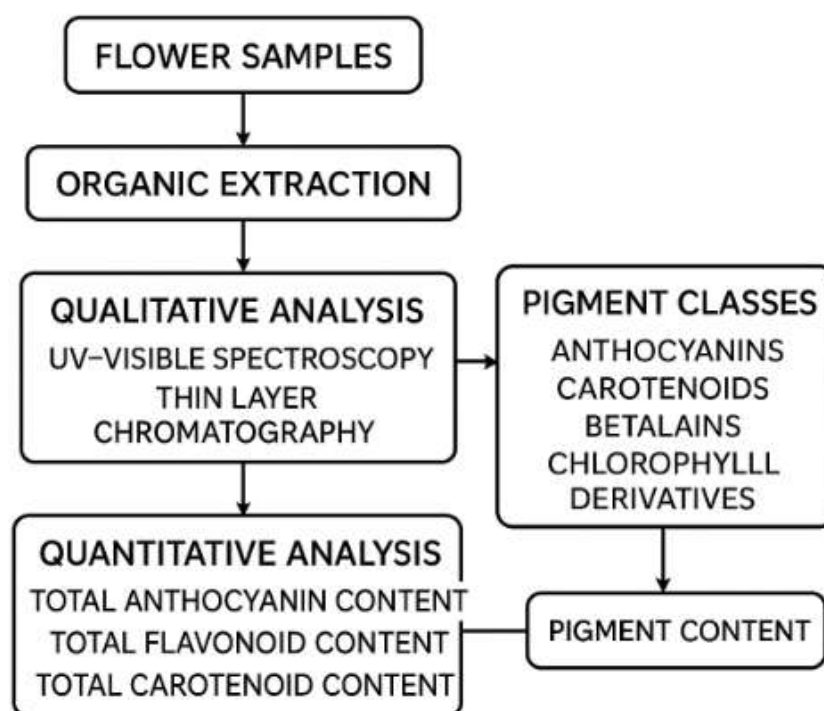 FLOWER SAMPLES
ORGANIC EXTRACTION
QUALITATIVE ANALYSIS
UV–VISIBLE SPECTROSCOPY
THIN LAYER
CHROMATOGRAPHY
PIGMENT CLASSES
ANTHOCYANINS
CAROTENOIDS
BETALAINS
CHLOROPHYLLL
DERIVATIVES
QUANTITATIVE ANALYSIS
TOTAL ANTHOCYANIN CONTENT
TOTAL FLAVONOID CONTENT
TOTAL CAROTENOID CONTENT
PIGMENT CONTENT